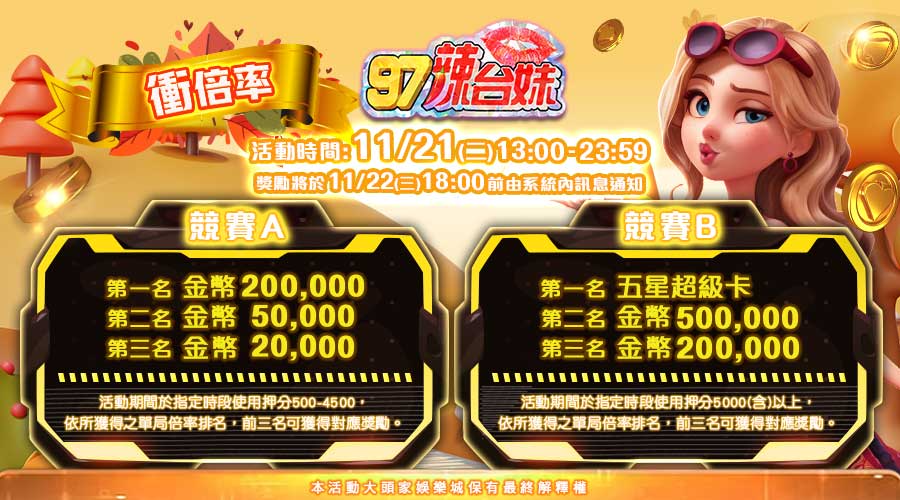 衝倍率
97辣台妹
活動時間:11/21(二)13:00-23:59
獎勵將於11/22(三)18:00前由系統內訊息通知
競賽A
第一名 金幣 200,000
第二名 金幣 50,000
第三名 金幣 20,000
活動期間於指定時段使用押分500-4500,
依所獲得之單局倍率排名,前三名可獲得對應獎勵。
競賽B
第一名 五星超級卡
第二名 金幣 500,000
第三名 金幣 200,000
活動期間於指定時段使用押分5000(含)以上,
依所獲得之單局倍率排名,前三名可獲得對應獎勵。
本活動大頭家娛樂城保有最終解釋權